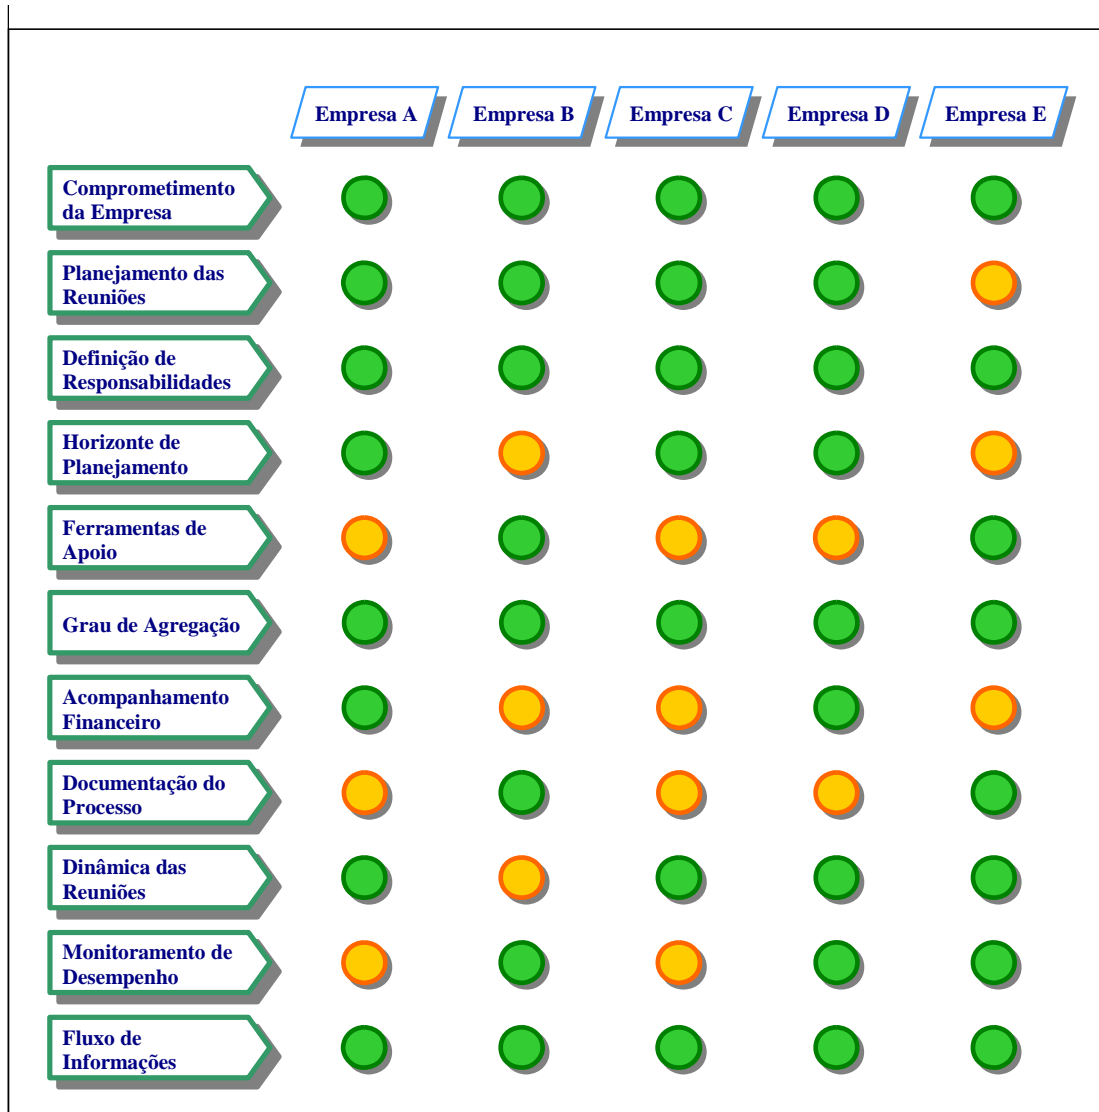 Empresa A
Empresa B
Empresa C
Empresa D
Empresa E
Comprometimento
da Empresa
Planejamento das
Reuniões
Definição de
Responsabilidades
Horizonte de
Planejamento
Ferramentas de
Apoio
Grau de Agregação
Acompanhamento
Financeiro
Documentação do
Processo
Dinâmica das
Reuniões
Monitoramento de
Desempenho
Fluxo de
Informações